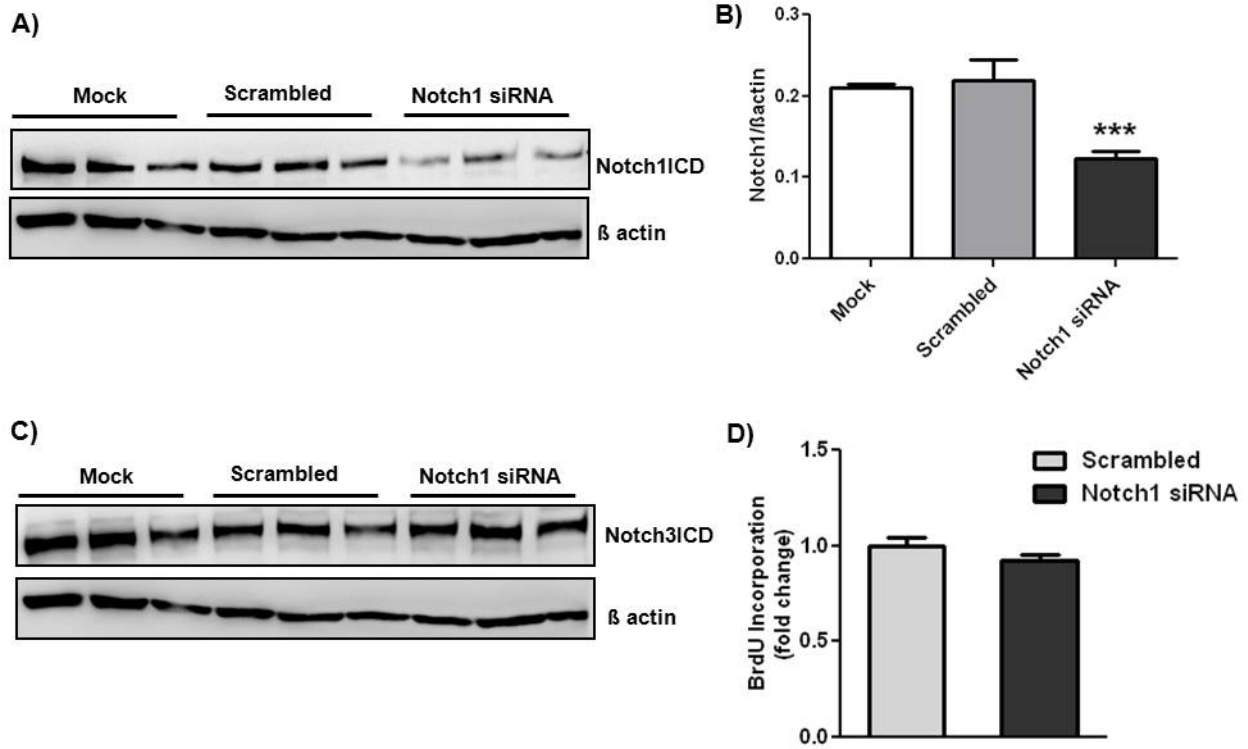 A)
Mock Scrambled Notch1 siRNA
Notch1ICD
ß actin
B)
Notch1/ßactin
0.3
0.2
0.1
0.0
***
Mock
Scrambled
Notch1 siRNA
C)
Mock Scrambled Notch1 siRNA
Notch3ICD
ß actin
D)
BrdU Incorporation
(fold change)
1.5
1.0
0.5
0.0
Scrambled
Notch1 siRNA